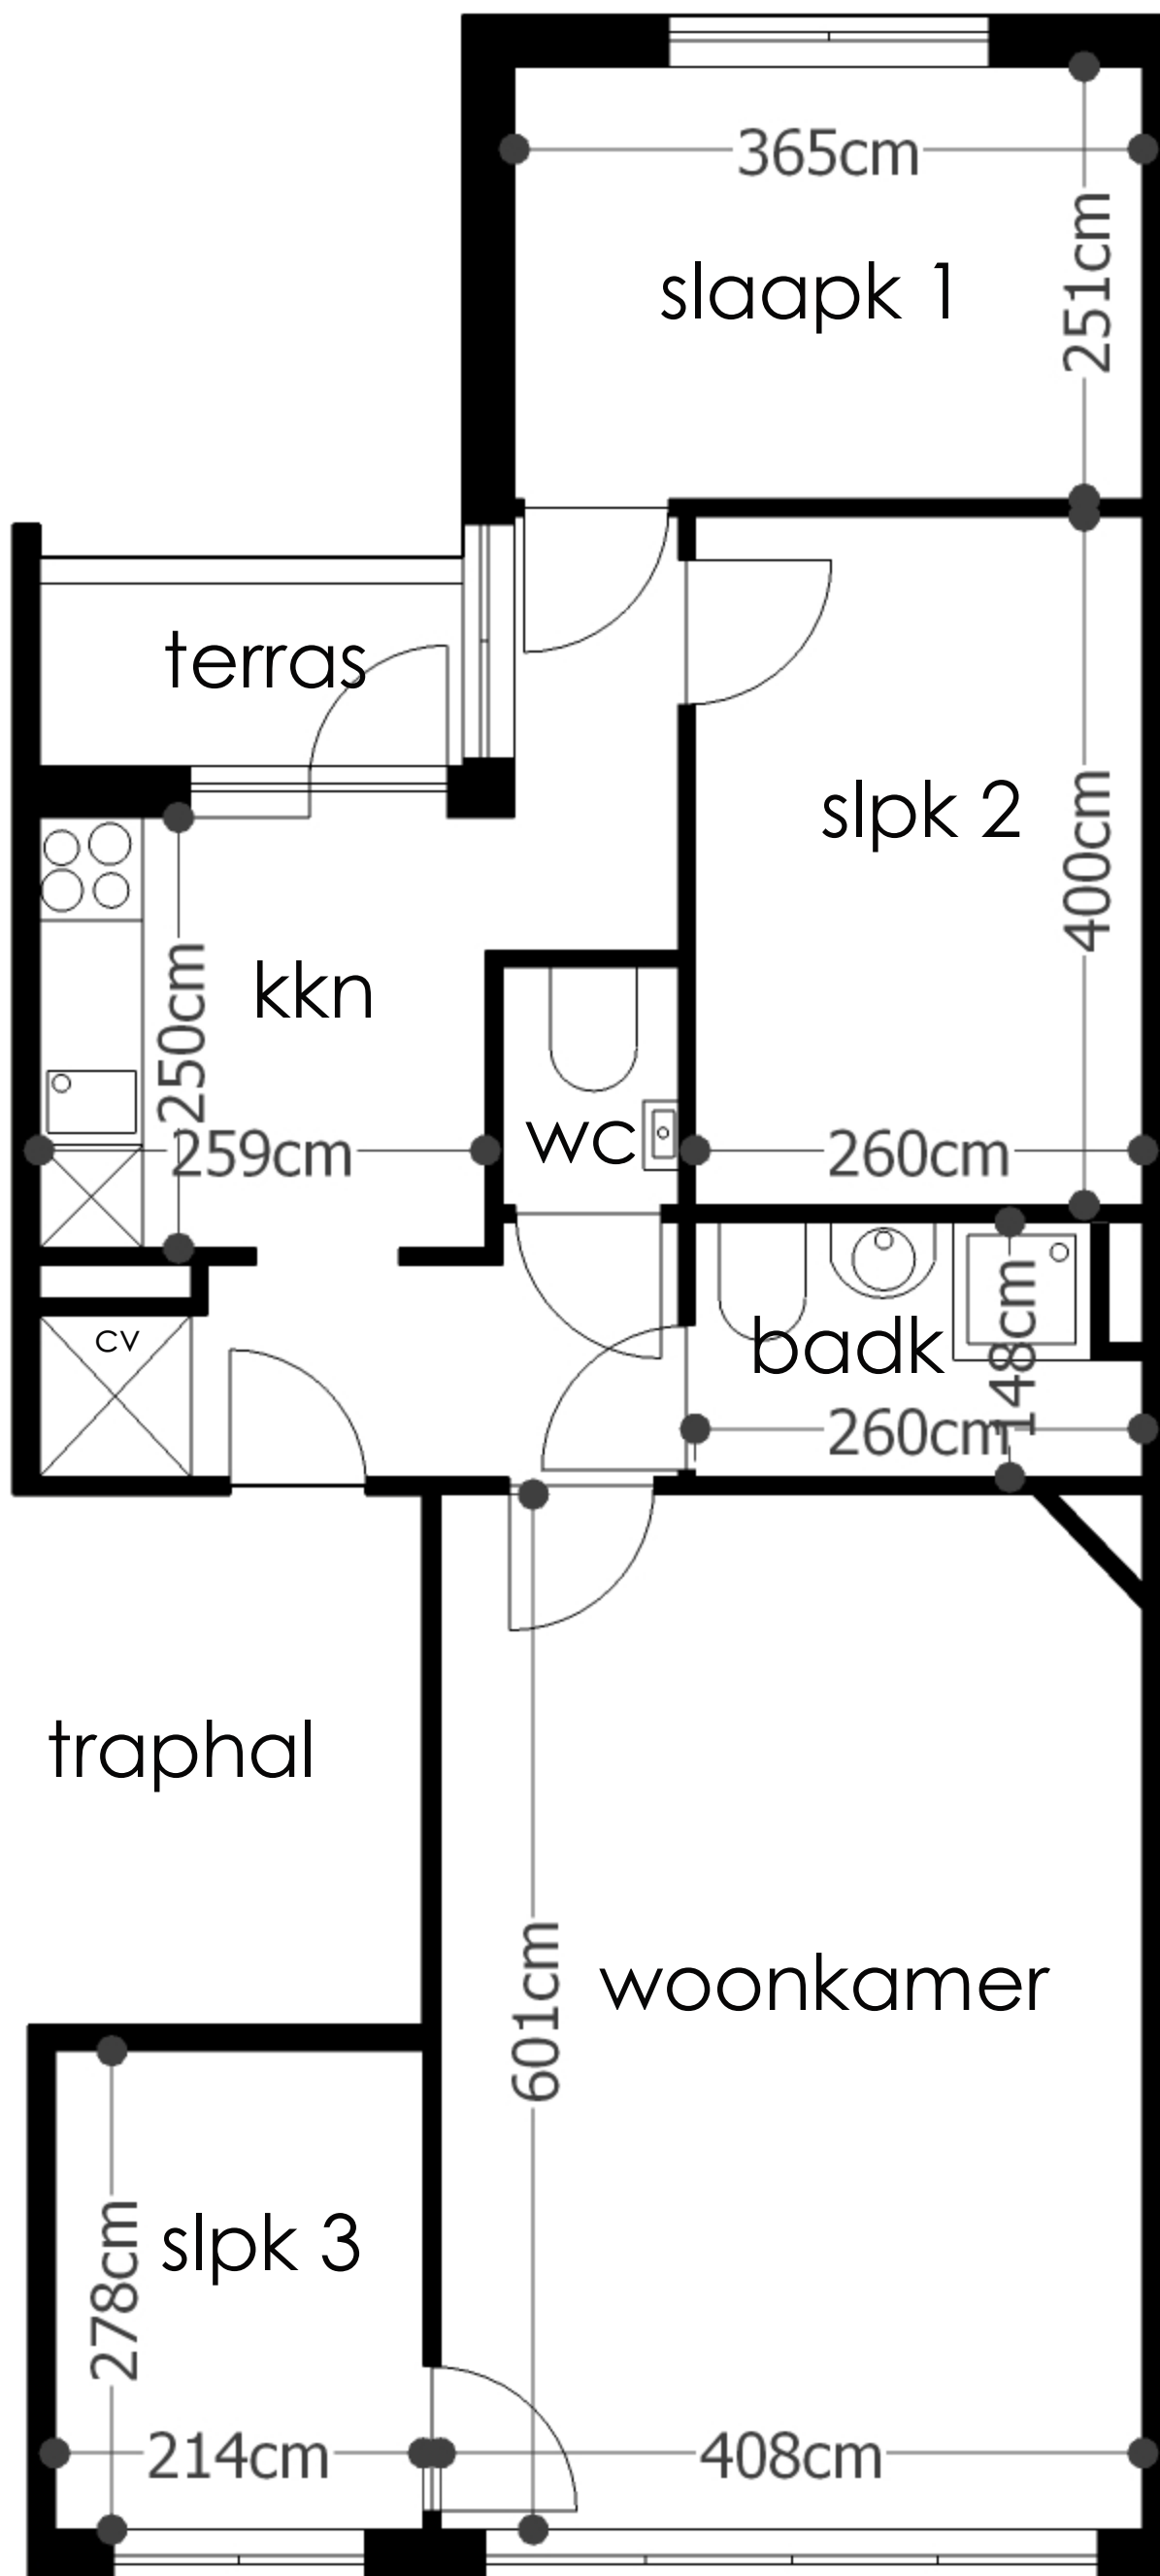 365cm
251cm
slaapk 1
terras
slpk 2
400cm
kkn
250cm
wc
259cm
260cm
cv
badk
148cm
260cm
traphal
woonkamer
601cm
slpk 3
278cm
214cm
408cm